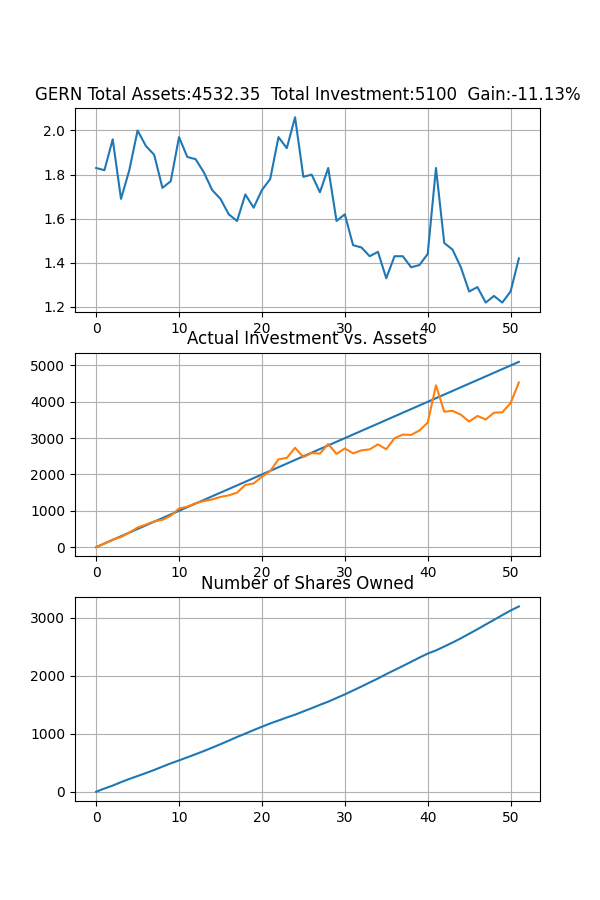 GERN Total Assets:4532.35  Total Investment:5100  Gain:-11.13%
2.0
1.8
1.6
1.4
1.2
0 10 20 30 40 50
Actual Investment vs. Assets
5000
4000
3000
2000
1000
0
0 10 20 30 40 50
Number of Shares Owned
3000
2000
1000
0
0 10 20 30 40 50